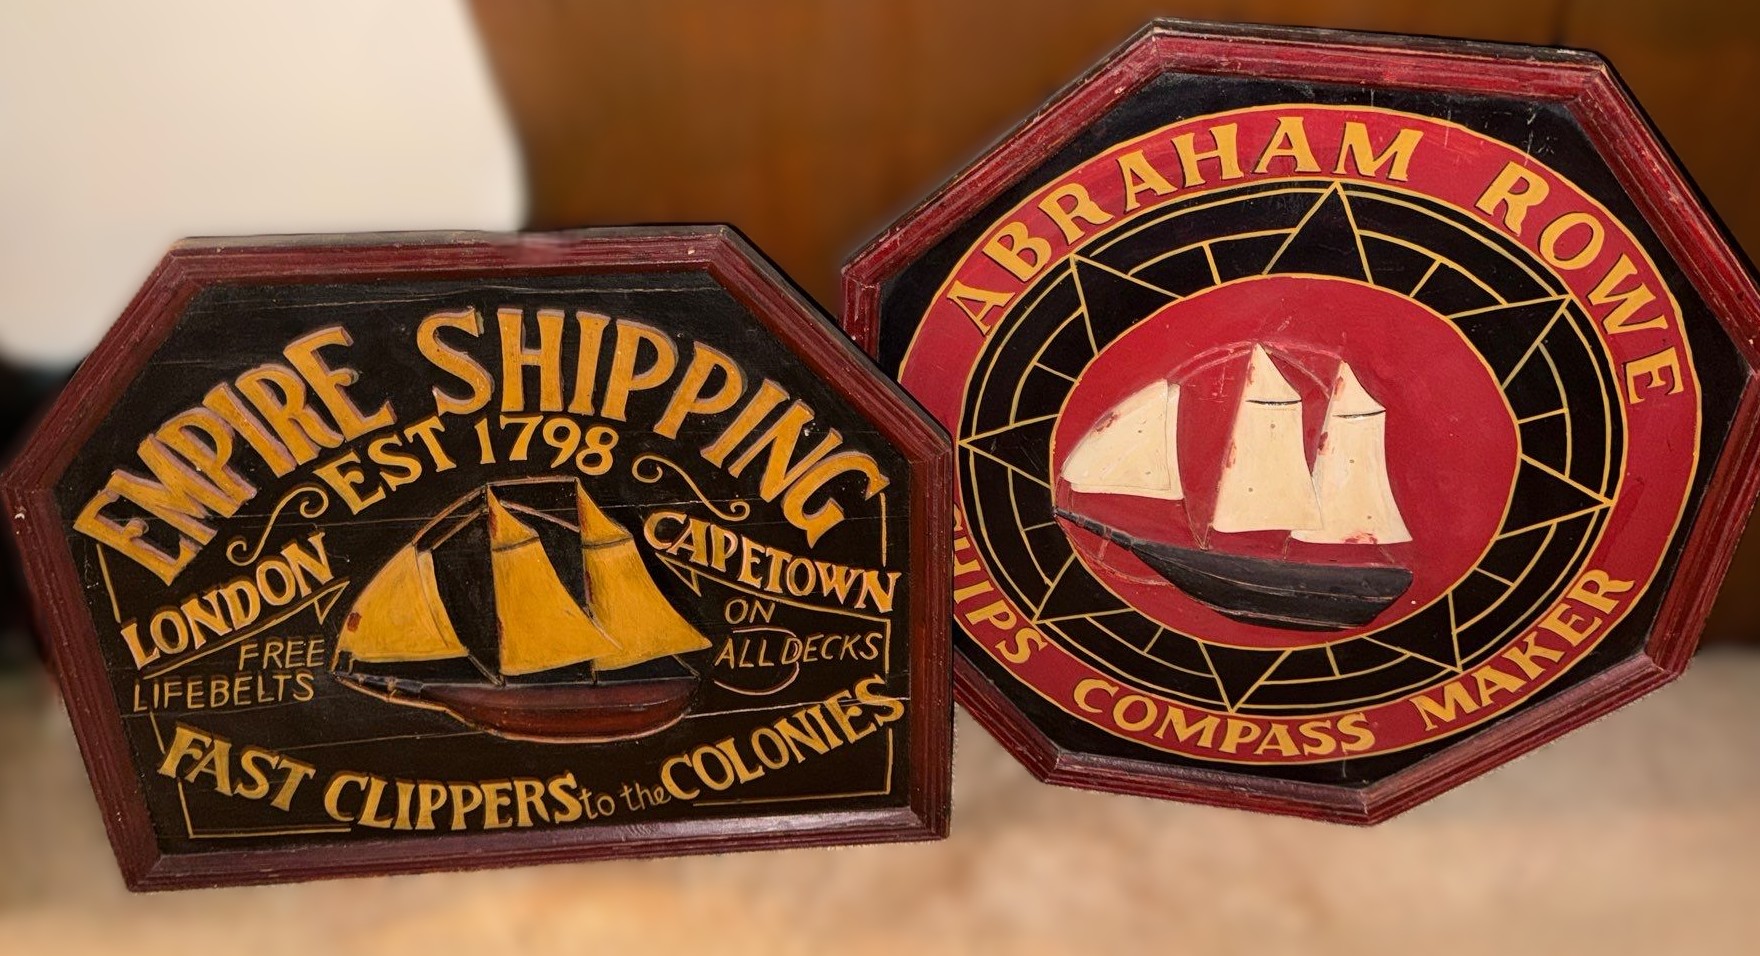 EMPIRE SHIPPING
EST 1798
LONDON
CAPETOWN
FREE
LIFEBELTS
ON
ALL DECKS
FAST CLIPPERS to the COLONIES
ABRAHAM ROWE
SHIPS COMPASS MAKER